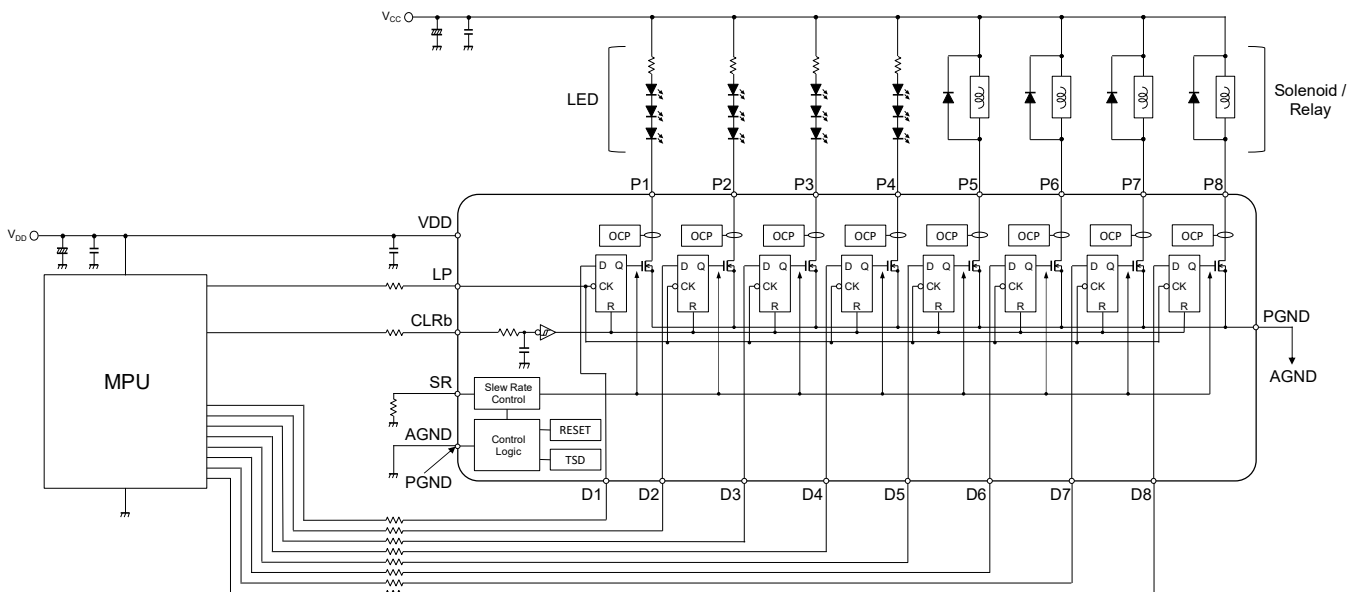 VCC
LED
Solenoid /
Relay
P1 P2 P3 P4 P5 P6 P7 P8
VDD
VDD
OCP OCP OCP OCP OCP OCP OCP OCP
LP
D Q D Q D Q D Q D Q D Q D Q D Q
CK CK CK CK CK CK CK CK
R R R R R R R R
CLRb
PGND
MPU
AGND
SR
Slew Rate
Control
AGND
Control
Logic
RESET
TSD
PGND
D1 D2 D3 D4 D5 D6 D7 D8